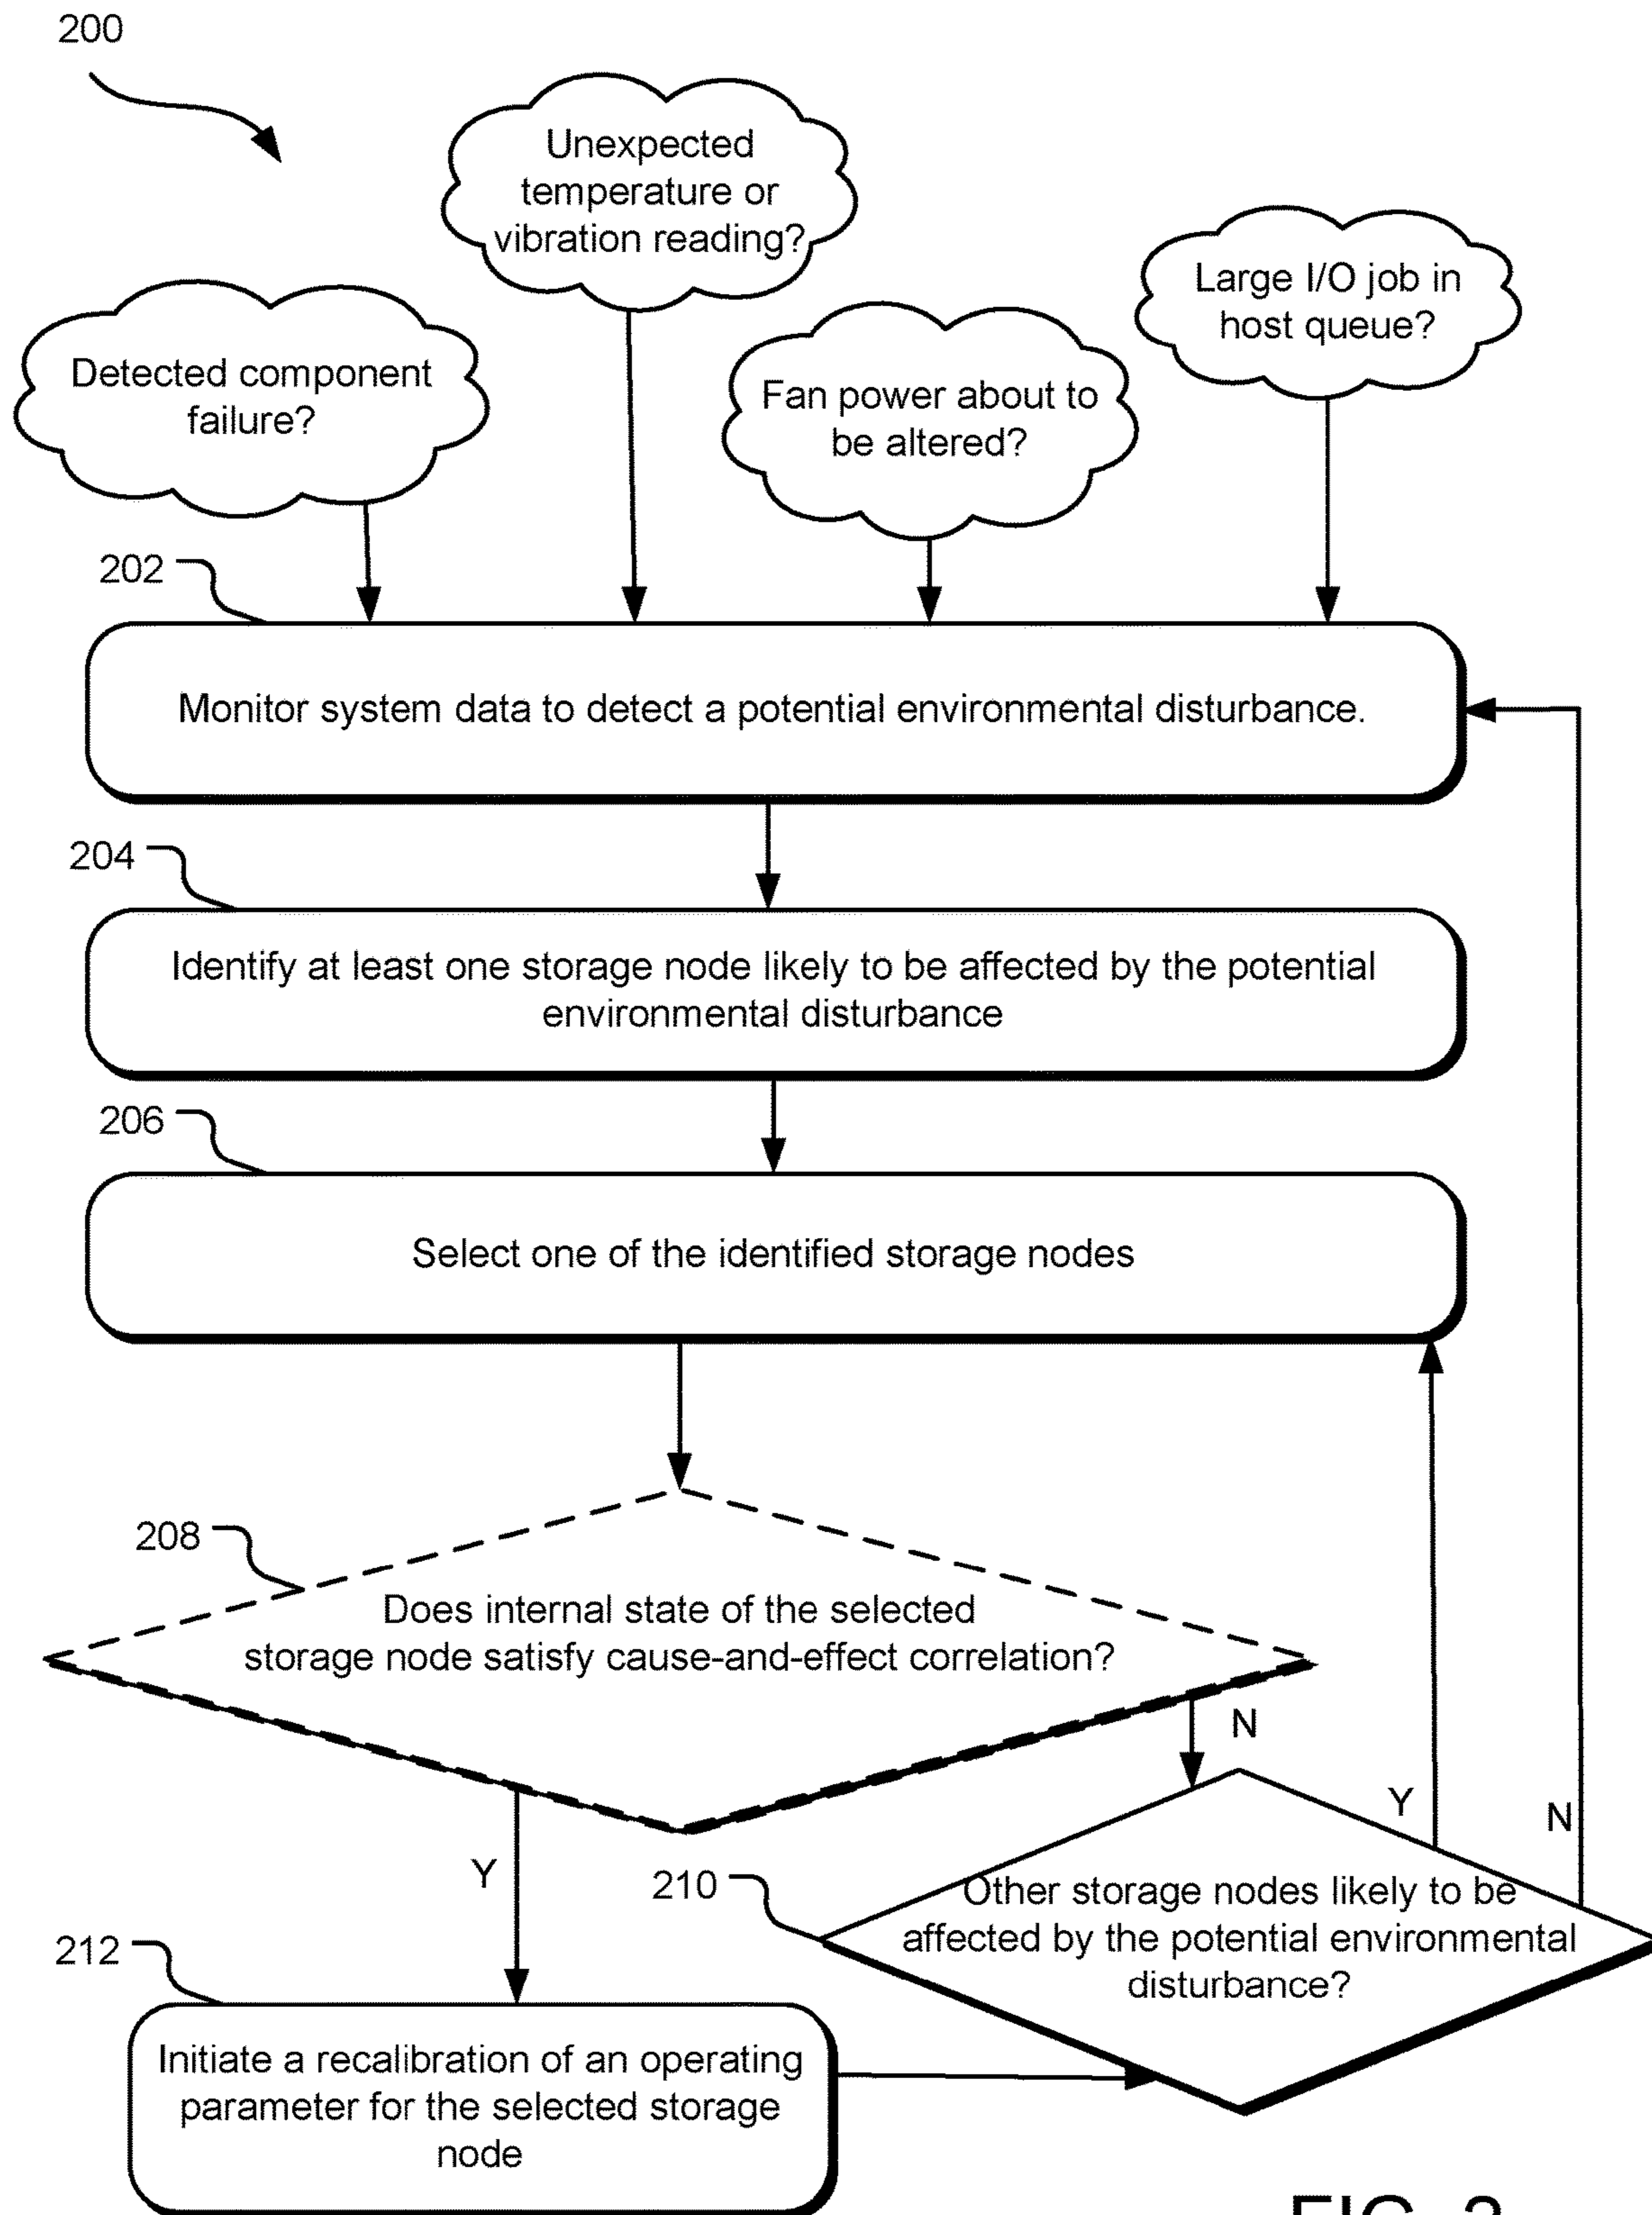 200
Unexpected
temperature or
vibration reading?
Large I/O job in
host queue?
Detected component
failure?
Fan power about to
be altered?
202
Monitor system data to detect a potential environmental disturbance.
204
Identify at least one storage node likely to be affected by the potential
environmental disturbance
206
Select one of the identified storage nodes
208
Does internal state of the selected
storage node satisfy cause-and-effect correlation?
N
Y
N
Y
210
Other storage nodes likely to be
affected by the potential environmental
disturbance?
212
Initiate a recalibration of an operating
parameter for the selected storage
node
FIG.